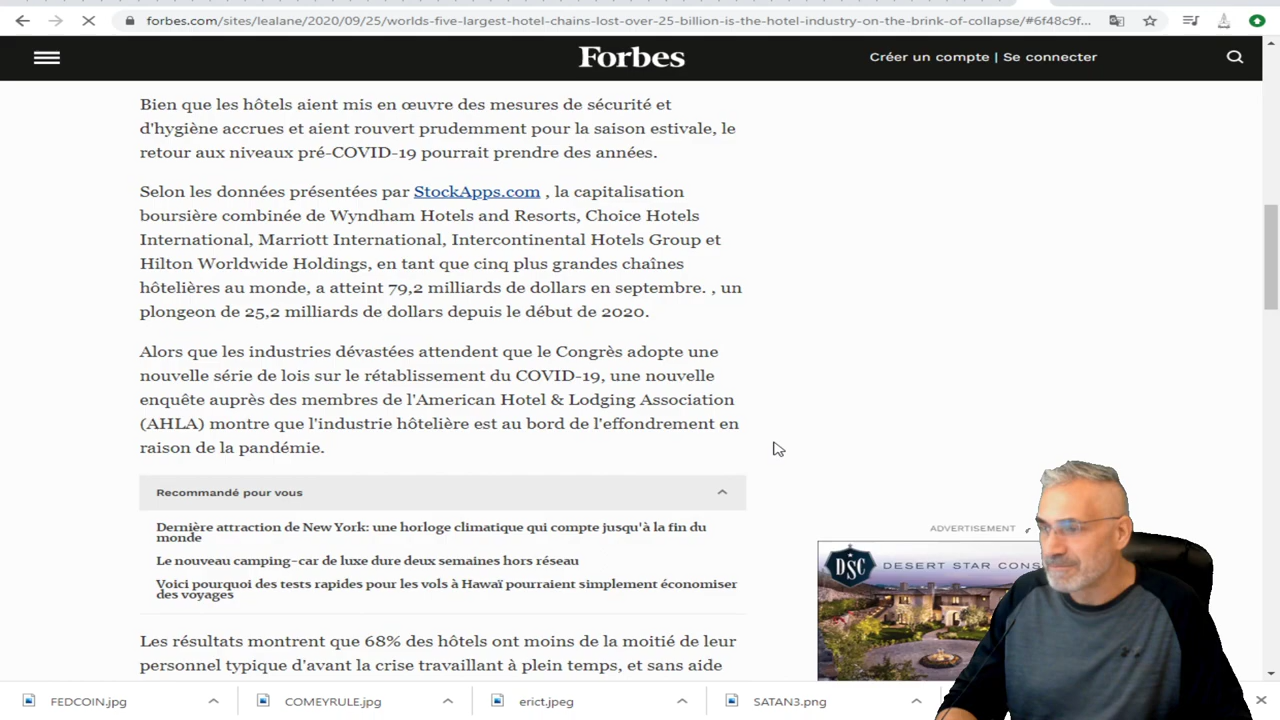 forbes.com/sites/lealane/2020/09/25/worlds-five-largest-hotel-chains-lost-over-25-billion-is-the-hotel-industry-on-the-brink-of-collapse/#6f48c9f...
Forbes
Créer un compte | Se connecter
Bien que les hôtels aient mis en œuvre des mesures de sécurité et
d'hygiène accrues et aient rouvert prudemment pour la saison estivale, le
retour aux niveaux pré-COVID-19 pourrait prendre des années.
Selon les données présentées par StockApps.com , la capitalisation
boursière combinée de Wyndham Hotels and Resorts, Choice Hotels
International, Marriott International, Intercontinental Hotels Group et
Hilton Worldwide Holdings, en tant que cinq plus grandes chaînes
hôtelières au monde, a atteint 79,2 milliards de dollars en septembre. , un
plongeon de 25,2 milliards de dollars depuis le début de 2020.
Alors que les industries dévastées attendent que le Congrès adopte une
nouvelle série de lois sur le rétablissement du COVID-19, une nouvelle
enquête auprès des membres de l'American Hotel & Lodging Association
(AHLA) montre que l'industrie hôtelière est au bord de l'effondrement en
raison de la pandémie.
Recommandé pour vous
Dernière attraction de New York: une horloge climatique qui compte jusqu'à la fin du
monde
Le nouveau camping-car de luxe dure deux semaines hors réseau
Voici pourquoi des tests rapides pour les vols à Hawaï pourraient simplement économiser
des voyages
Les résultats montrent que 68% des hôtels ont moins de la moitié de leur
personnel typique d'avant la crise travaillant à plein temps, et sans aide
ADVERTISEMENT
DSC
DESERT STAR CONS
FEDCOIN.jpg
COMEYRULE.jpg
erict.jpeg
SATAN3.png